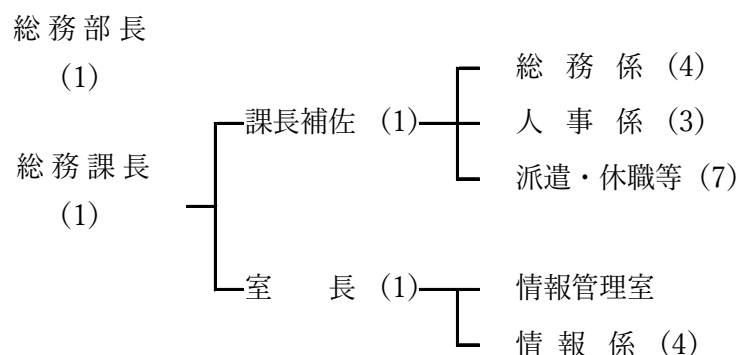 総務部長
(1)
総務課長
(1)
課長補佐 (1)
総務係 (4)
人事係 (3)
派遣・休職等 (7)
室長 (1)
情報管理室
情報係 (4)